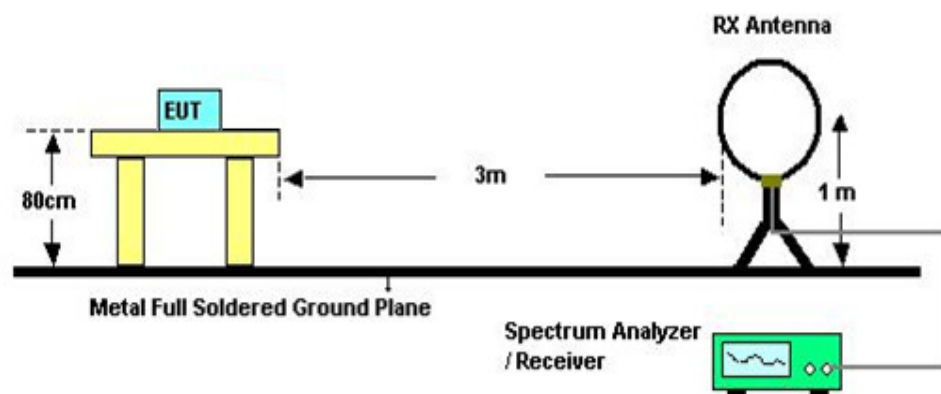 RX Antenna
EUT
3m
80cm
1 m
Metal Full Soldered Ground Plane
Spectrum Analyzer
/ Receiver